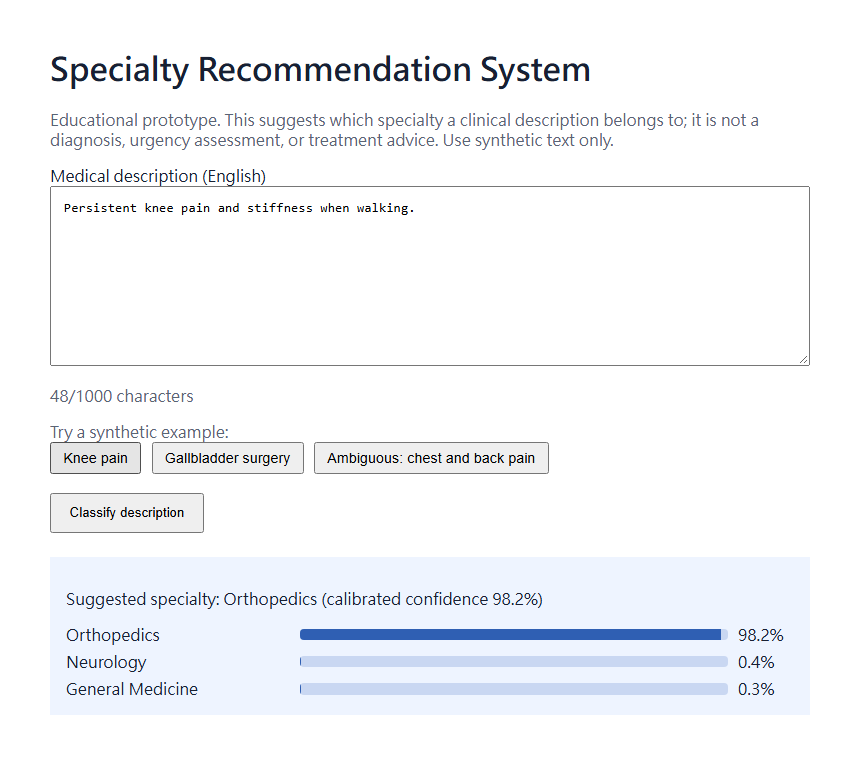 Specialty Recommendation System
Educational prototype. This suggests which specialty a clinical description belongs to; it is not a
diagnosis, urgency assessment, or treatment advice. Use synthetic text only.
Medical description (English)
Persistent knee pain and stiffness when walking.
48/1000 characters
Try a synthetic example:
Knee pain Gallbladder surgery Ambiguous: chest and back pain
Classify description
Suggested specialty: Orthopedics (calibrated confidence 98.2%)
Orthopedics 98.2%
Neurology 0.4%
General Medicine 0.3%